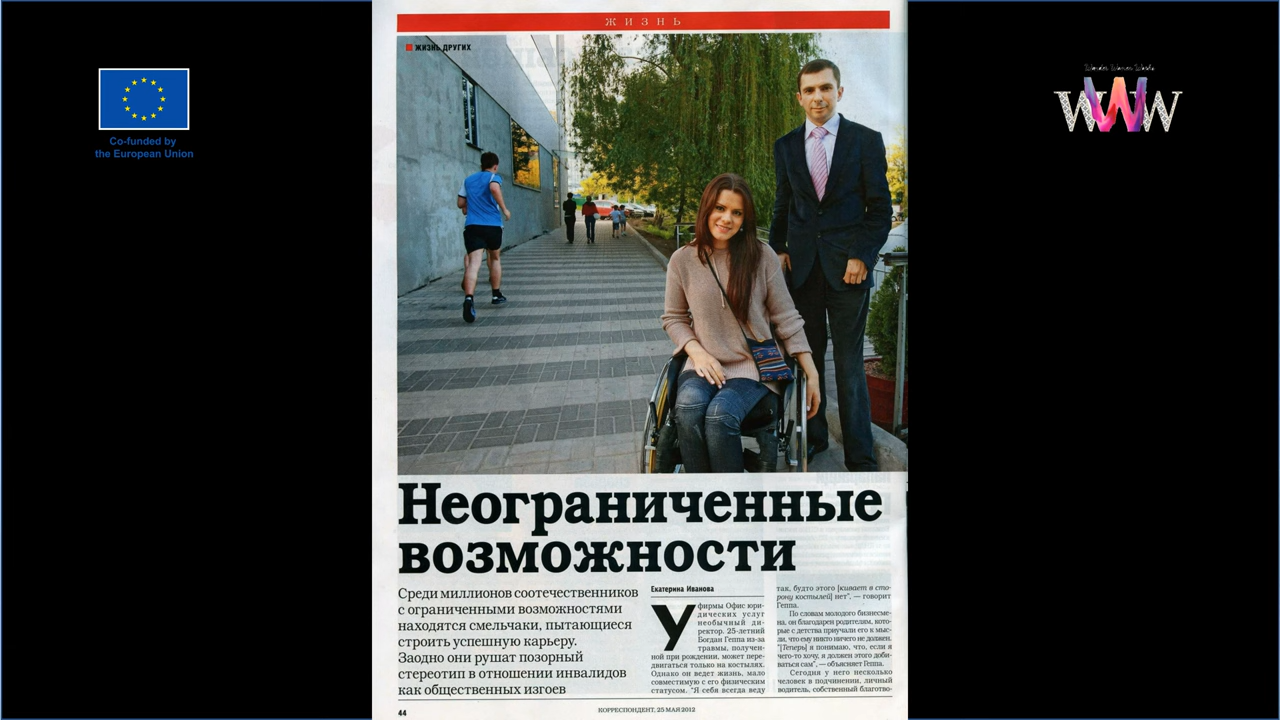 Co-funded by
the European Union
Wonder Women Works
WWW
ЖИЗНЬ
ЖИЗНЬ ДРУГИХ
Неограниченные
возможности
Среди миллионов соотечественников
с ограниченными возможностями
находятся смельчаки, пытающиеся
строить успешную карьеру.
Заодно они рушат позорный
стереотип в отношении инвалидов
как общественных изгоев
Екатерина Иванова
У фирмы Офис юри-
дических услуг
необычный ди-
ректор. 25-летний
Богдан Геппа из-за
травмы, получен-
ной при рождении, может пере-
двигаться только на костылях.
Однако он ведет жизнь, мало
совместимую с его физическим
статусом. "Я себя всегда веду
так, будто этого [кивает в сто-
рону костылей] нет", — говорит
Геппа.
По словам молодого бизнесме-
на, он благодарен родителям, кото-
рые с детства приучали его к мыс-
ли, что ему никто ничего не должен.
"[Теперь] я понимаю, что, если я
чего-то хочу, я должен этого доби-
ваться сам", — объясняет Геппа.
Сегодня у него несколько
человек в подчинении, личный
водитель, собственный благотво-
44
КОРРЕСПОНДЕНТ, 25 МАЯ 2012